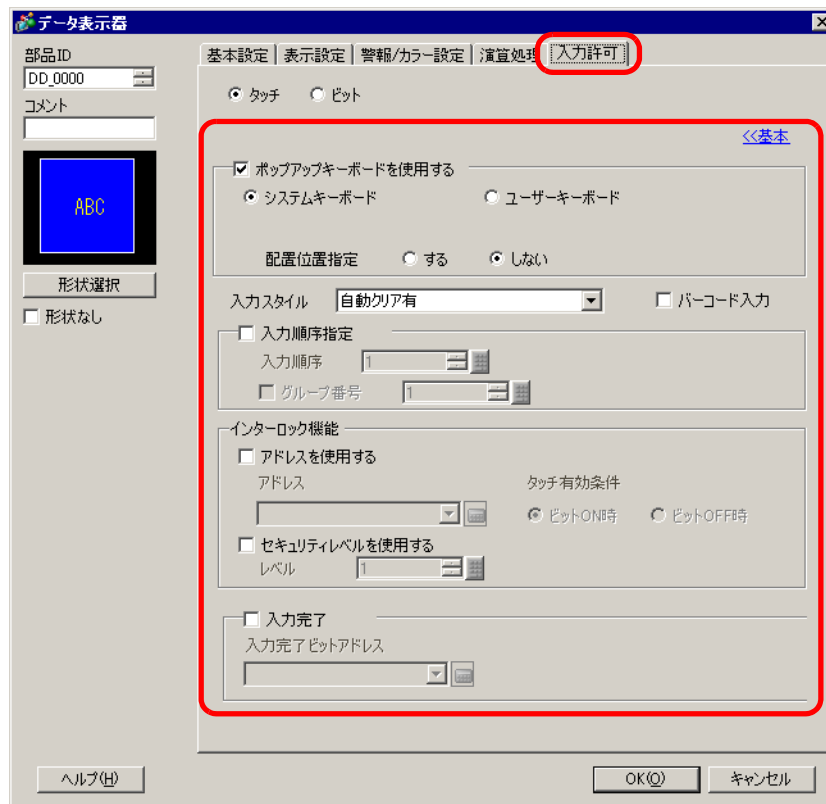 データ表示器
部品ID
DD_0000
コメント
ABC
形状選択
形状なし
基本設定 表示設定 警報/カラー設定 演算処理 入力許可
タッチ ビット
<<基本
ポップアップキーボードを使用する
システムキーボード ユーザーキーボード
配置位置指定 する しない
入力スタイル 自動クリア有 バーコード入力
入力順序指定
入力順序 1
グループ番号 1
インターロック機能
アドレスを使用する
アドレス タッチ有効条件
ビットON時 ビットOFF時
セキュリティレベルを使用する
レベル 1
入力完了
入力完了ビットアドレス
ヘルプ(H) OK(O) キャンセル